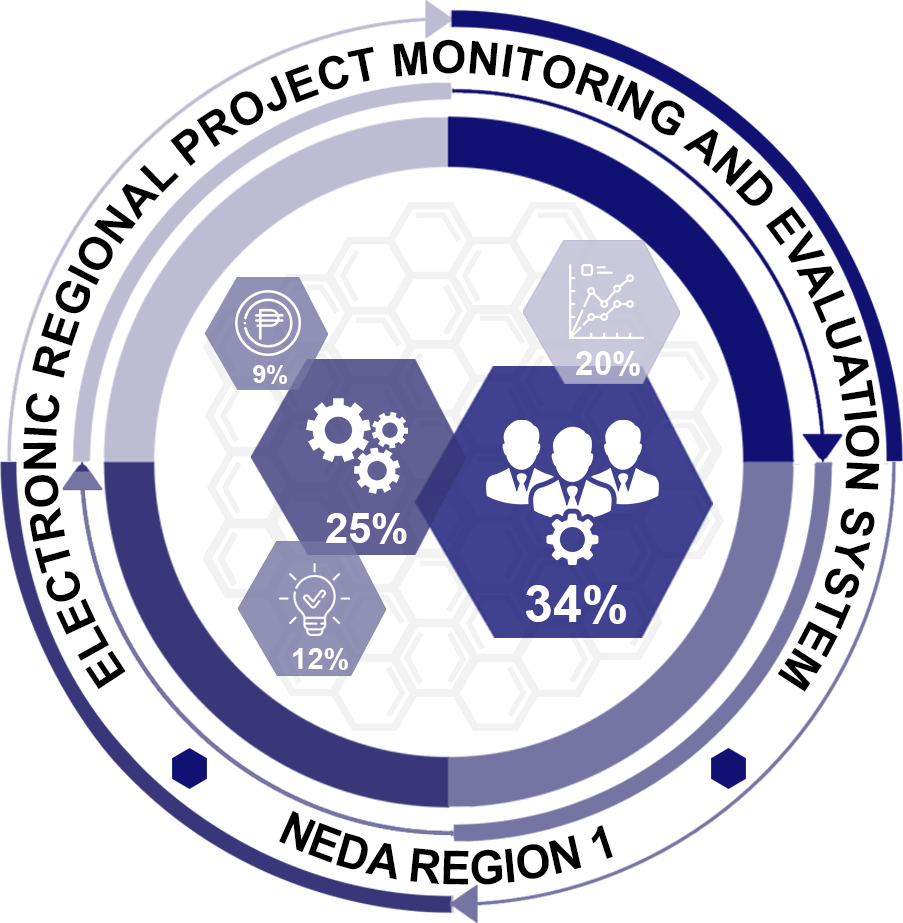 ELECTRONIC REGIONAL PROJECT MONITORING AND EVALUATION SYSTEM
20%
9%
25%
34%
12%
NEDA REGION 1